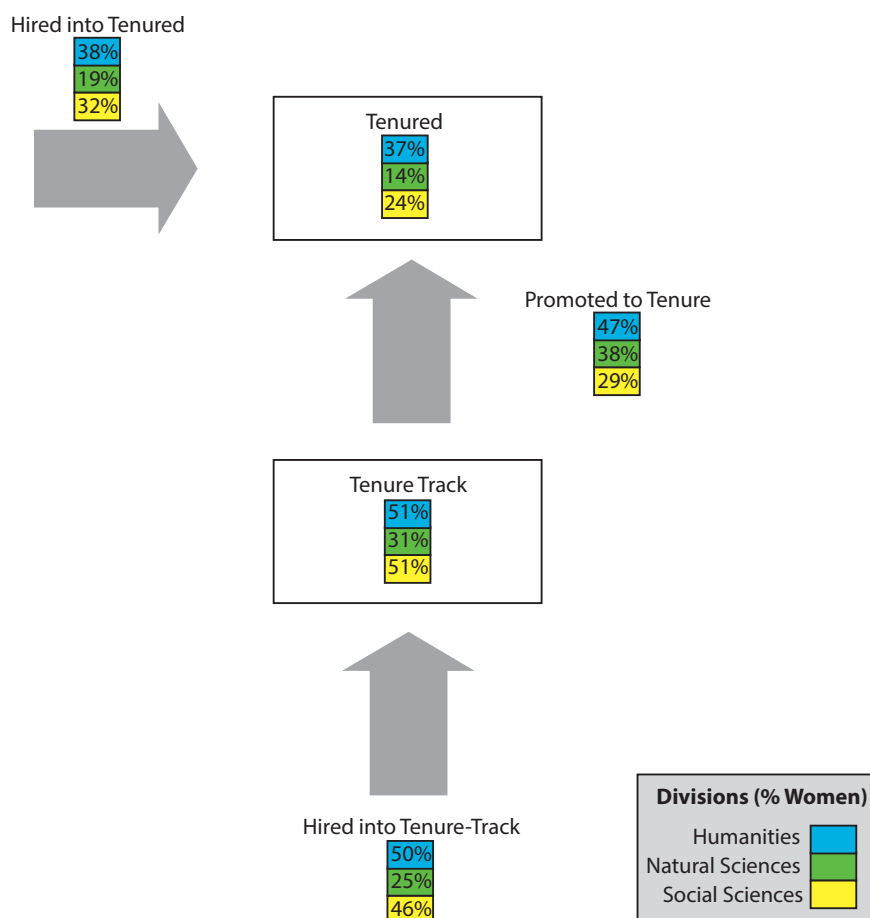 Hired into Tenured
38%
19%
32%
Tenured
37%
14%
24%
Promoted to Tenure
47%
38%
29%
Tenure Track
51%
31%
51%
Hired into Tenure-Track
50%
25%
46%
Divisions (% Women)
Humanities
Natural Sciences
Social Sciences